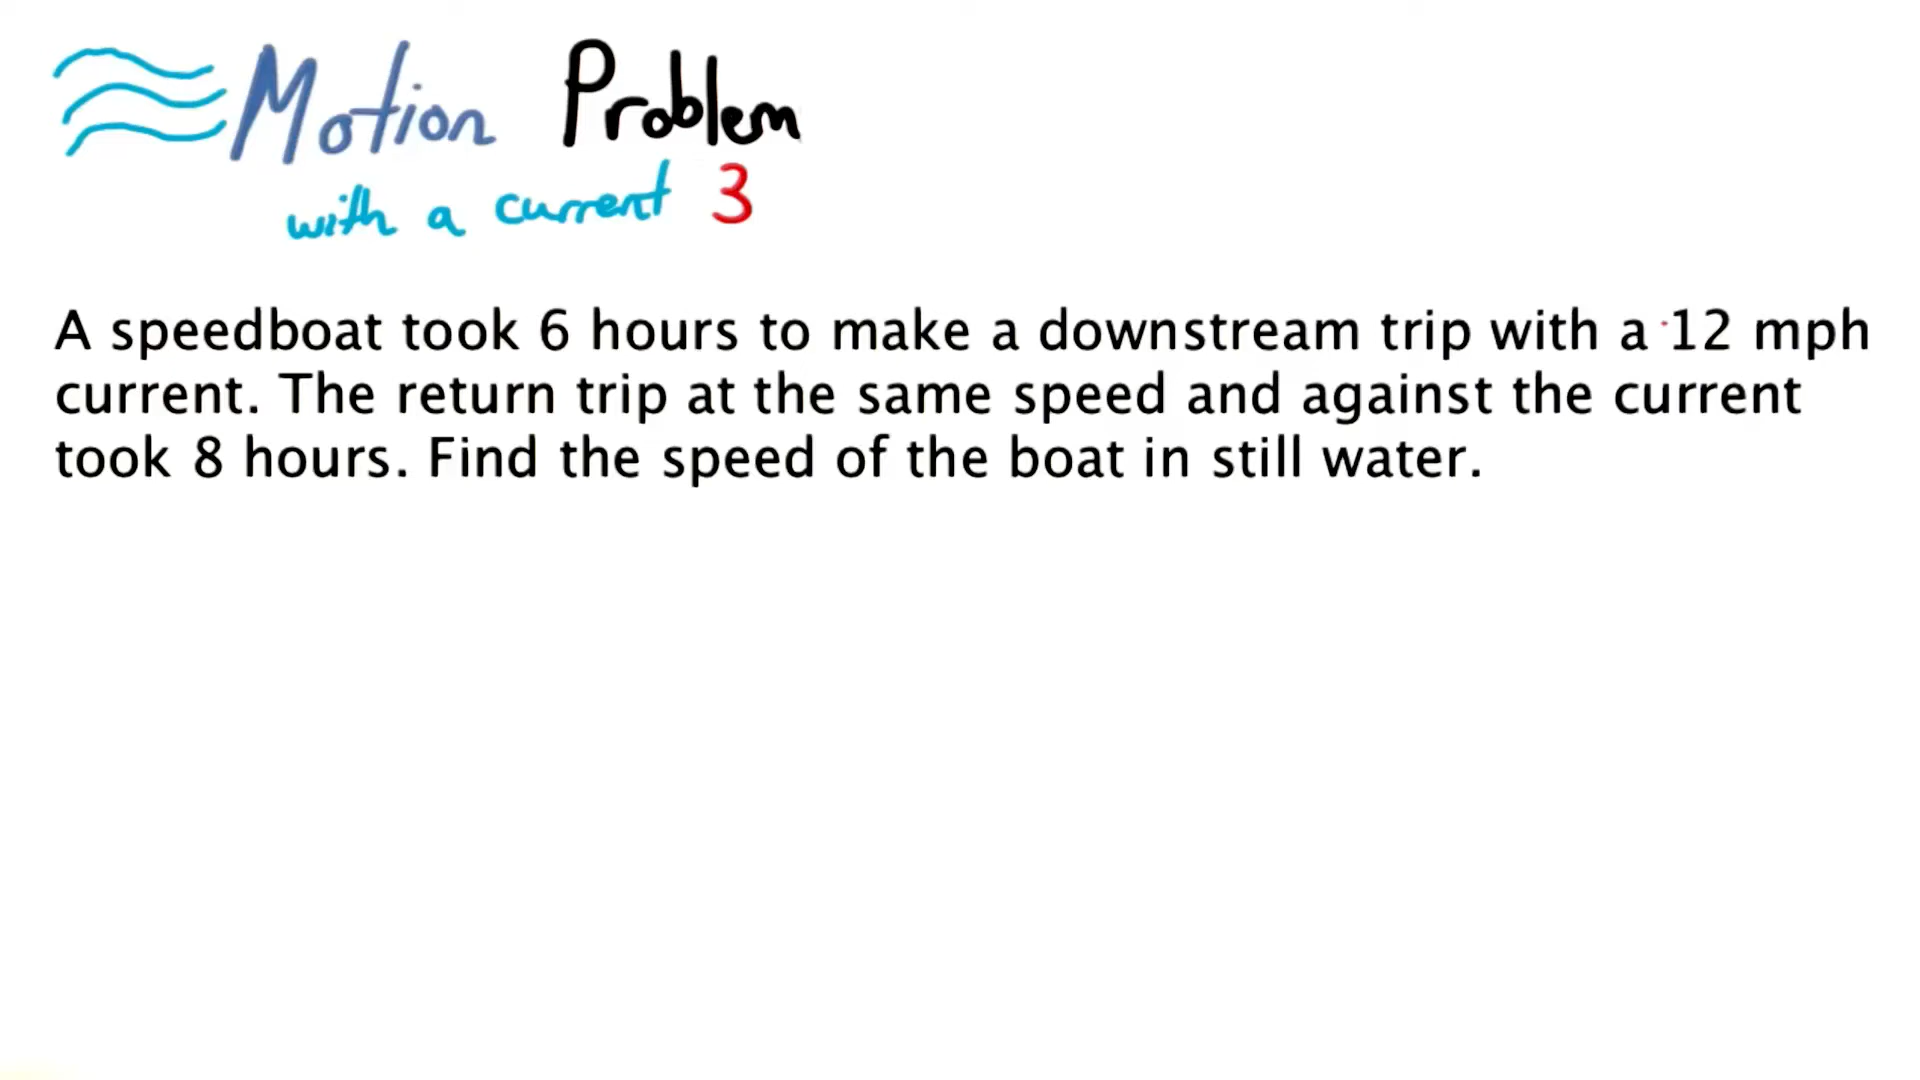 Motion Problem
with a current 3
A speedboat took 6 hours to make a downstream trip with a 12 mph
current. The return trip at the same speed and against the current
took 8 hours. Find the speed of the boat in still water.